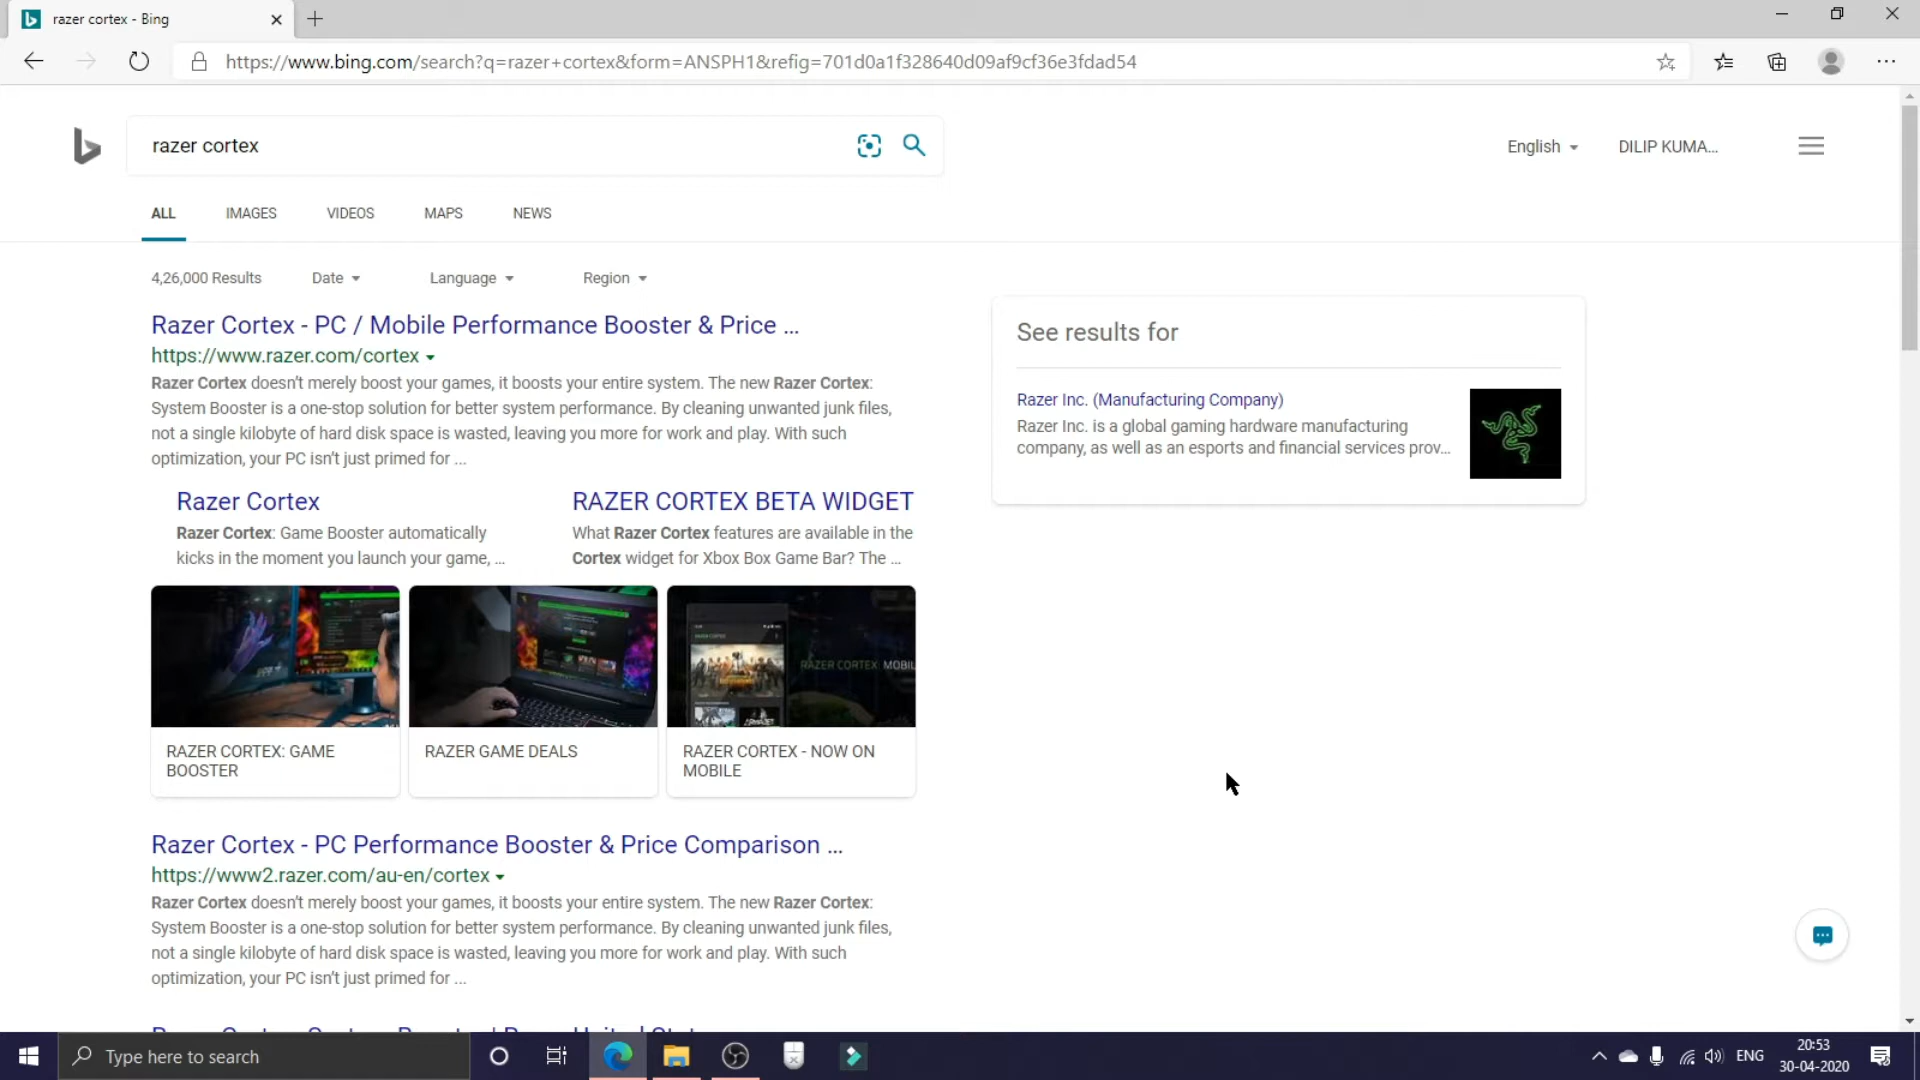 razer cortex - Bing
https://www.bing.com/search?q=razer+cortex&form=ANSPH1&refig=701d0a1f328640d09af9cf36e3fdad54
razer cortex
English
DILIP KUMA...
ALL
IMAGES
VIDEOS
MAPS
NEWS
4,26,000 Results
Date
Language
Region
Razer Cortex - PC / Mobile Performance Booster & Price ...
https://www.razer.com/cortex
Razer Cortex doesn't merely boost your games, it boosts your entire system. The new Razer Cortex:
System Booster is a one-stop solution for better system performance. By cleaning unwanted junk files,
not a single kilobyte of hard disk space is wasted, leaving you more for work and play. With such
optimization, your PC isn't just primed for ...
Razer Cortex
Razer Cortex: Game Booster automatically
kicks in the moment you launch your game, ...
RAZER CORTEX BETA WIDGET
What Razer Cortex features are available in the
Cortex widget for Xbox Box Game Bar? The ...
RAZER CORTEX MOBIL
RAZER CORTEX: GAME
BOOSTER
RAZER GAME DEALS
RAZER CORTEX - NOW ON
MOBILE
Razer Cortex - PC Performance Booster & Price Comparison ...
https://www2.razer.com/au-en/cortex
Razer Cortex doesn't merely boost your games, it boosts your entire system. The new Razer Cortex:
System Booster is a one-stop solution for better system performance. By cleaning unwanted junk files,
not a single kilobyte of hard disk space is wasted, leaving you more for work and play. With such
optimization, your PC isn't just primed for ...
See results for
Razer Inc. (Manufacturing Company)
Razer Inc. is a global gaming hardware manufacturing
company, as well as an esports and financial services prov...
Type here to search
ENG
20:53
30-04-2020